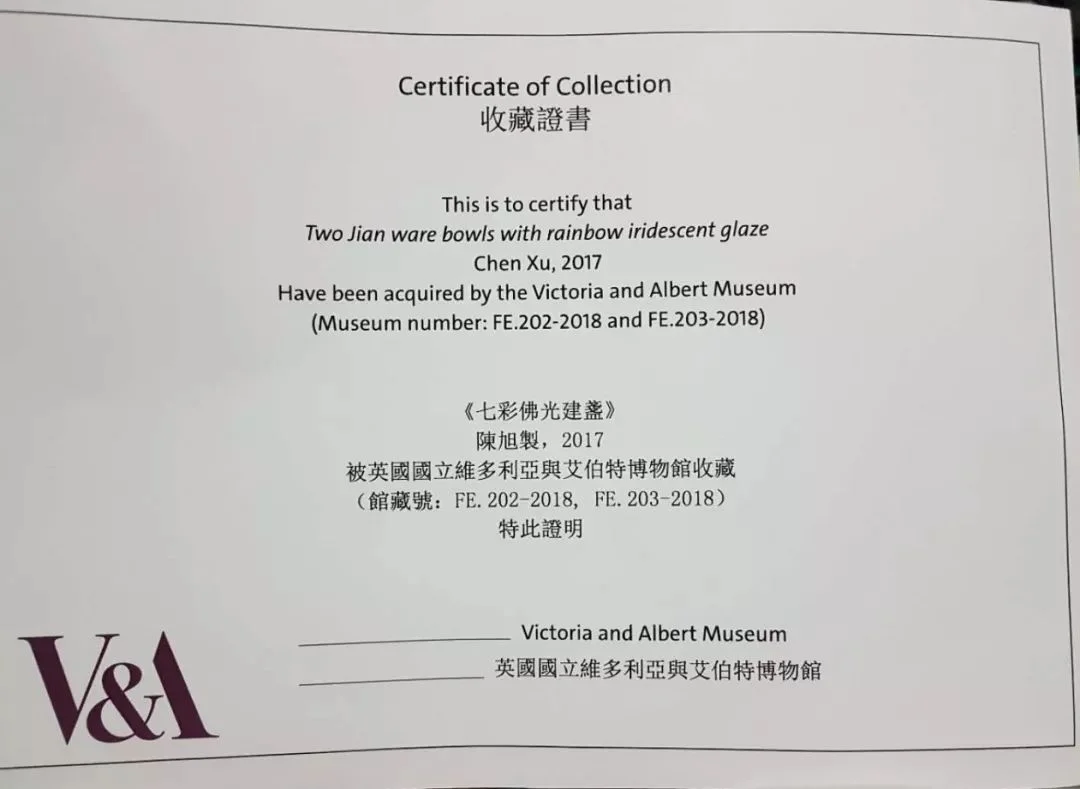 Certificate of Collection
收藏證書
This is to certify that
Two Jian ware bowls with rainbow iridescent glaze
Chen Xu, 2017
Have been acquired by the Victoria and Albert Museum
(Museum number: FE.202-2018 and FE.203-2018)
《七彩佛光建盞》
陳旭製，2017
被英國國立維多利亞與艾伯特博物館收藏
（館藏號：FE.202-2018, FE.203-2018）
特此證明
Victoria and Albert Museum
英國國立維多利亞與艾伯特博物館
V&A